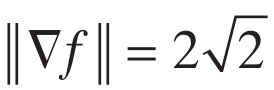 ‖∇f‖ = 2√2